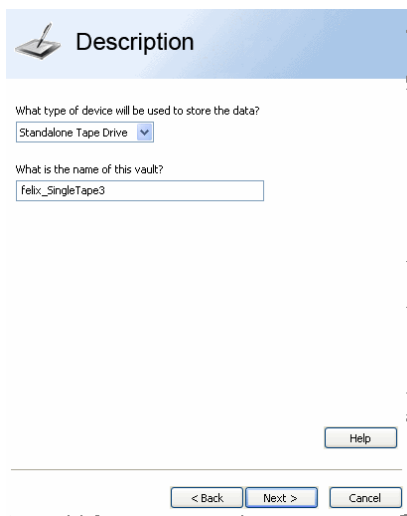 Description
What type of device will be used to store the data?
Standalone Tape Drive
What is the name of this vault?
felix_SingleTape3
Help
< Back Next > Cancel